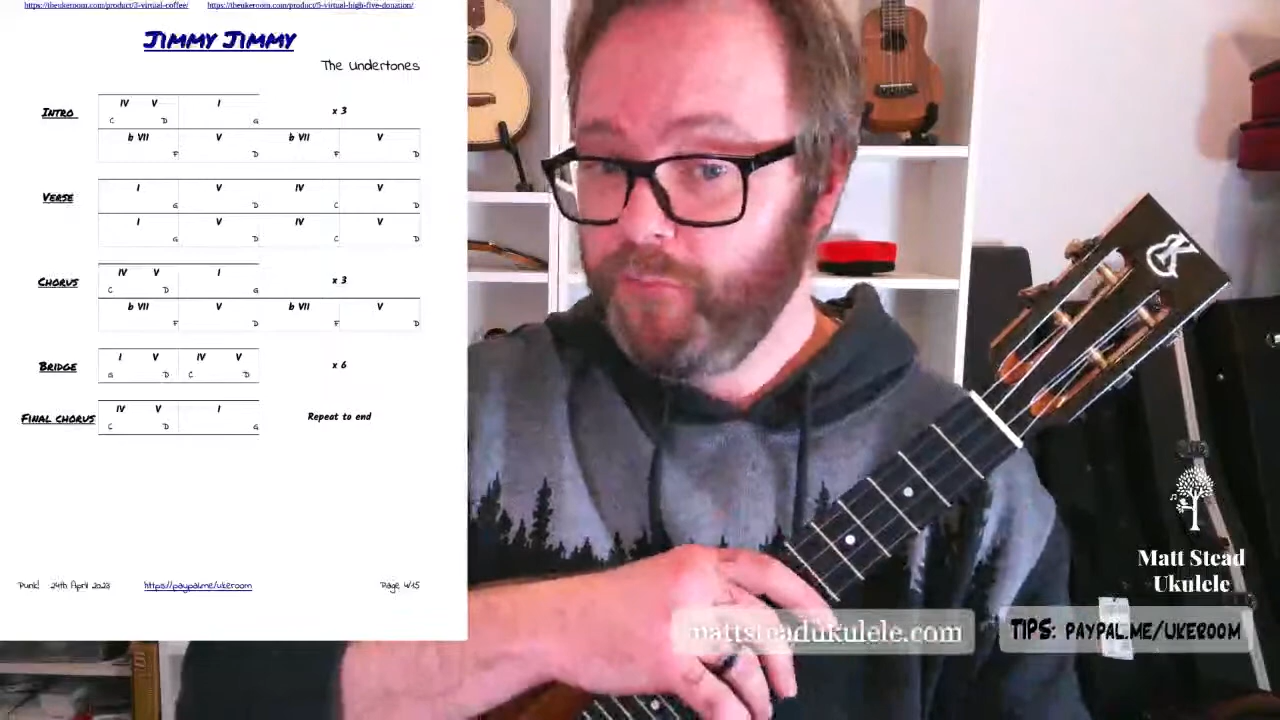 https://theukeroom.com/product/3-virtual-coffee/ https://theukeroom.com/product/5-virtual-high-five-donation/
Jimmy Jimmy
The Undertones
Intro IV V I x 3
C D G
b VII V b VII V
F D F D
Verse I V IV V
G D C D
I V IV V
G D C D
Chorus IV V I x 3
C D G
b VII V b VII V
F D F D
Bridge I V IV V x 6
G D C D
Final chorus IV V I Repeat to end
C D G
Punk! 24th April 2023 https://paypal.me/ukeroom Page 4/15
Matt Stead
Ukulele
mattsteadukulele.com
TIPS: PAYPAL.ME/UKEROOM